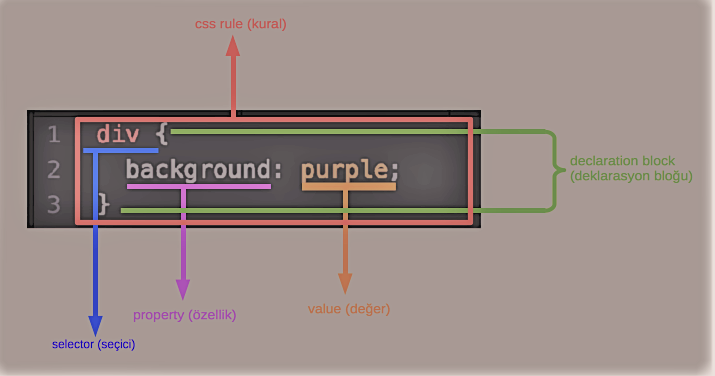 css rule (kural)
1 div {
2 background: purple;
3 }
declaration block
(deklarasyon bloğu)
property (özellik)
value (değer)
selector (seçici)